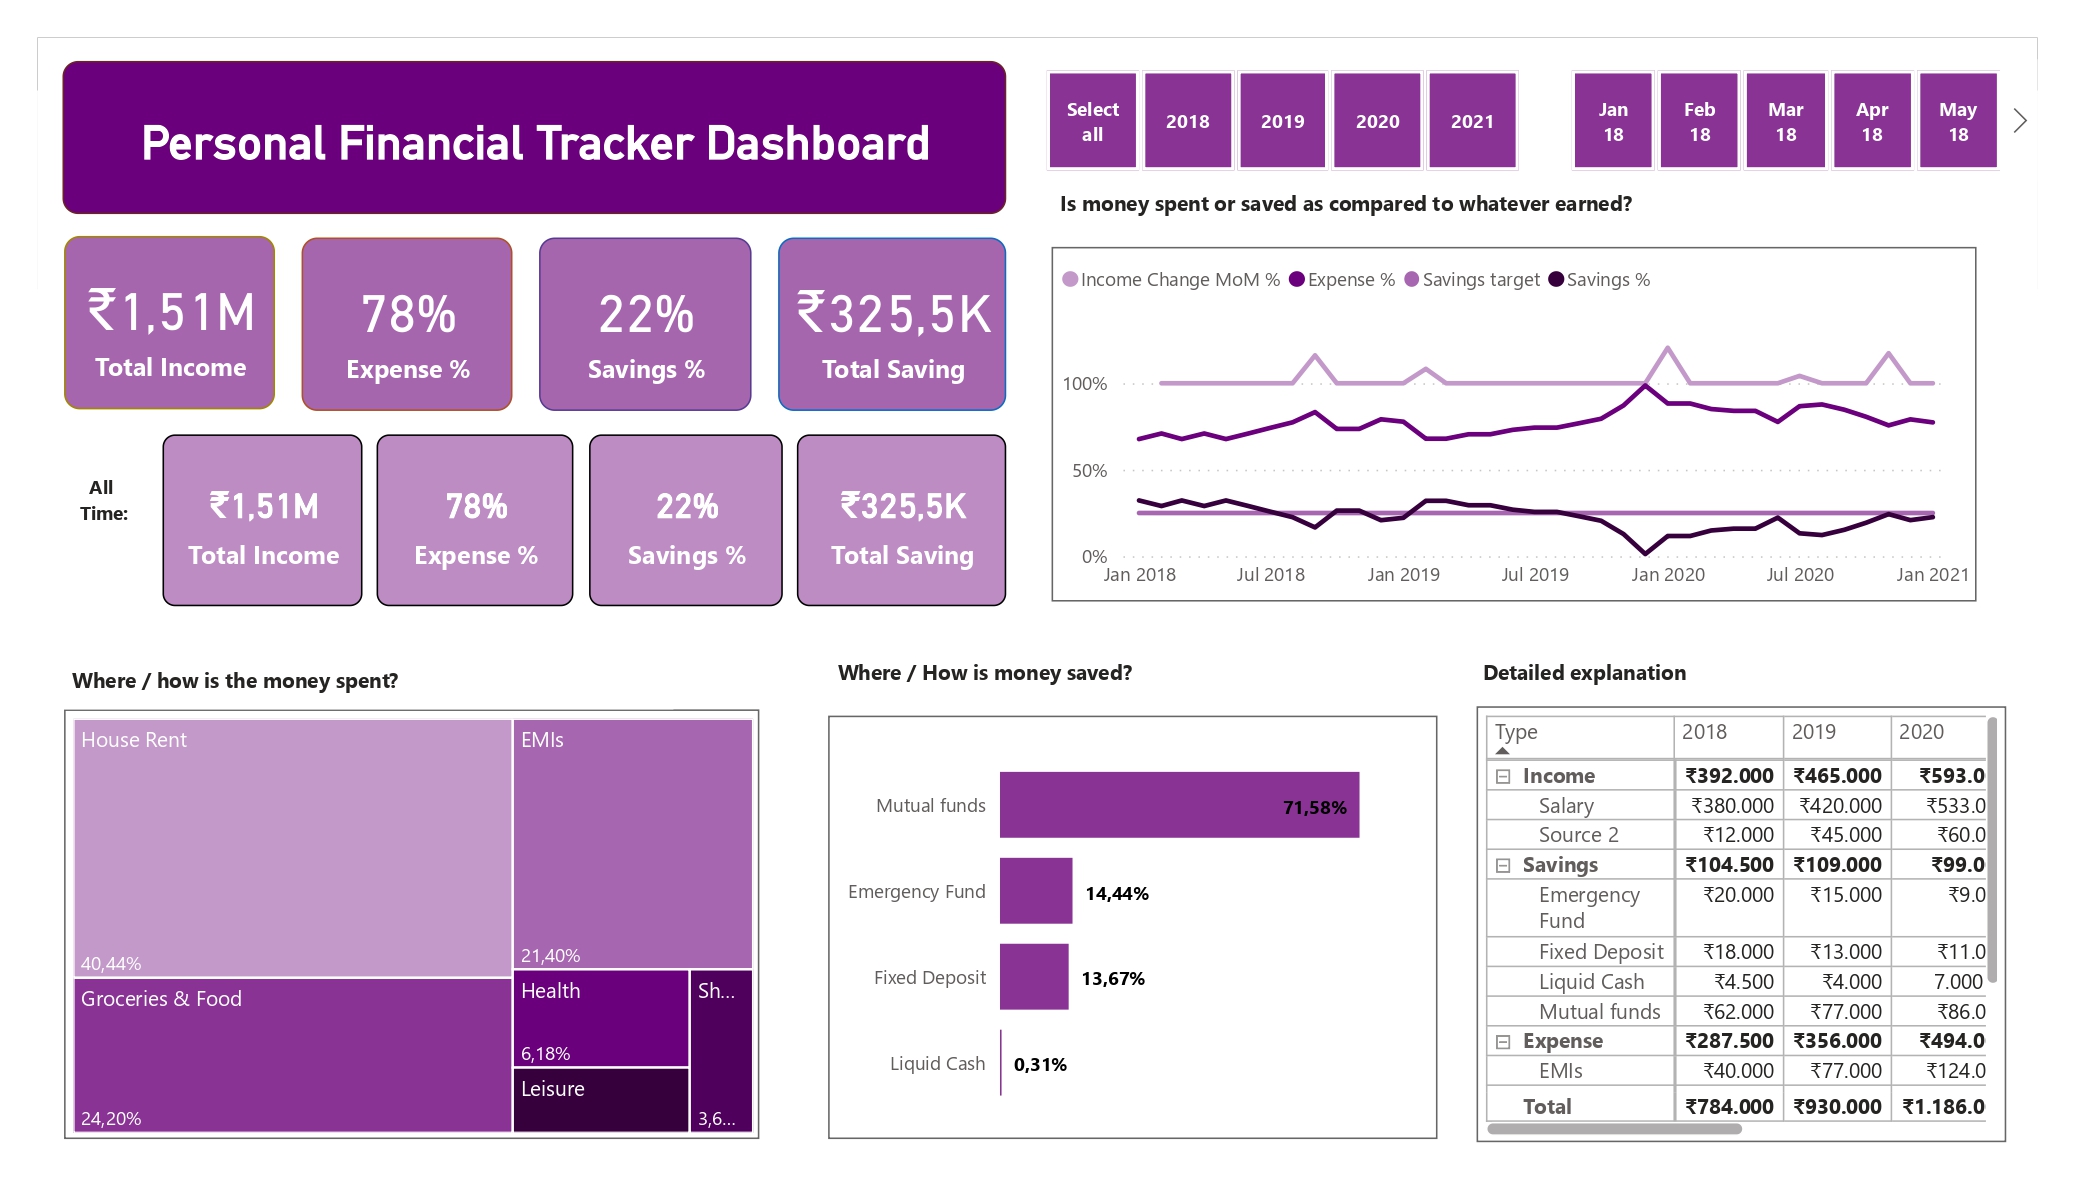 Personal Financial Tracker Dashboard
Select all
2018
2019
2020
2021
Jan 18
Feb 18
Mar 18
Apr 18
May 18
₹1,51M
Total Income
78%
Expense %
22%
Savings %
₹325,5K
Total Saving
All Time:
₹1,51M
Total Income
78%
Expense %
22%
Savings %
₹325,5K
Total Saving
Is money spent or saved as compared to whatever earned?
Income Change MoM % Expense % Savings target Savings %
100%
50%
0%
Jan 2018 Jul 2018 Jan 2019 Jul 2019 Jan 2020 Jul 2020 Jan 2021
Where / how is the money spent?
House Rent
40,44%
EMIs
21,40%
Groceries & Food
24,20%
Health
6,18%
Leisure
Sh...
3,6...
Where / How is money saved?
Mutual funds 71,58%
Emergency Fund 14,44%
Fixed Deposit 13,67%
Liquid Cash 0,31%
Detailed explanation
Type 2018 2019 2020
Income ₹392.000 ₹465.000 ₹593.0
Salary ₹380.000 ₹420.000 ₹533.0
Source 2 ₹12.000 ₹45.000 ₹60.0
Savings ₹104.500 ₹109.000 ₹99.0
Emergency Fund ₹20.000 ₹15.000 ₹9.0
Fixed Deposit ₹18.000 ₹13.000 ₹11.0
Liquid Cash ₹4.500 ₹4.000 7.000
Mutual funds ₹62.000 ₹77.000 ₹86.0
Expense ₹287.500 ₹356.000 ₹494.0
EMIs ₹40.000 ₹77.000 ₹124.0
Total ₹784.000 ₹930.000 ₹1.186.0